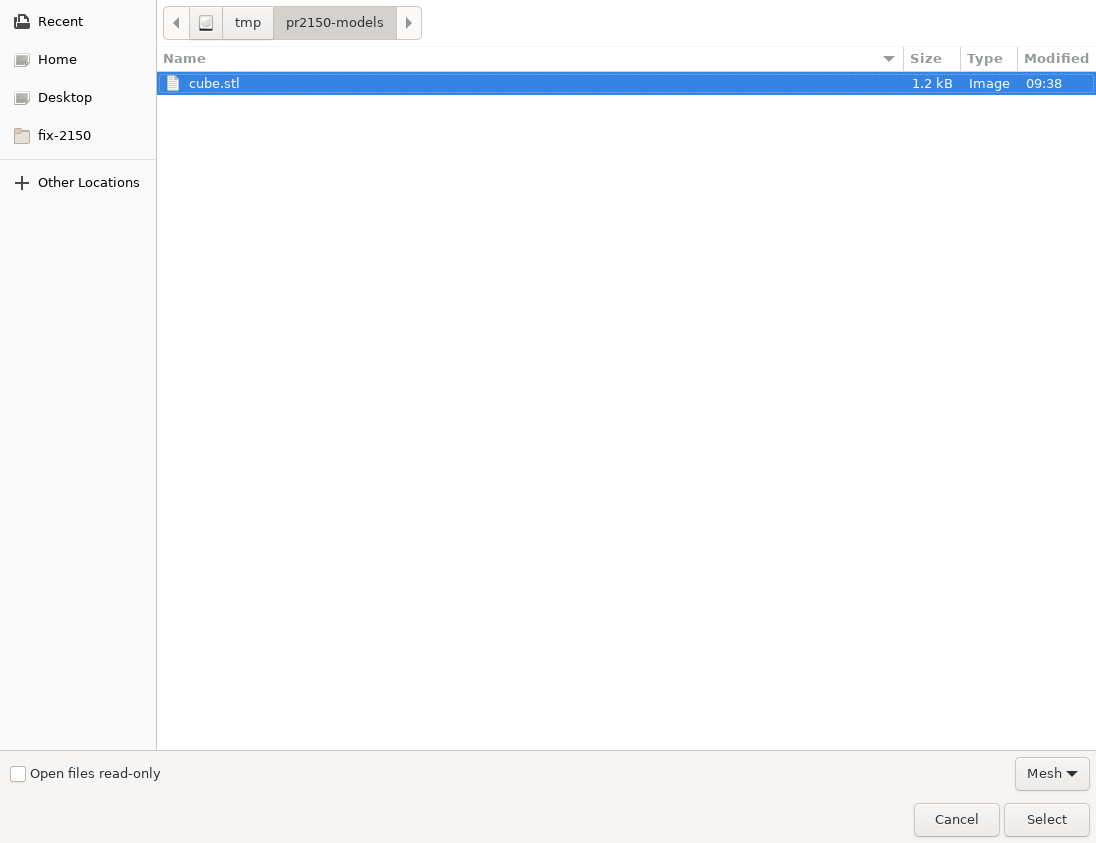 Recent
Home
Desktop
fix-2150
Other Locations
tmp pr2150-models
Name Size Type Modified
cube.stl 1.2 kB Image 09:38
Open files read-only Mesh
Cancel Select